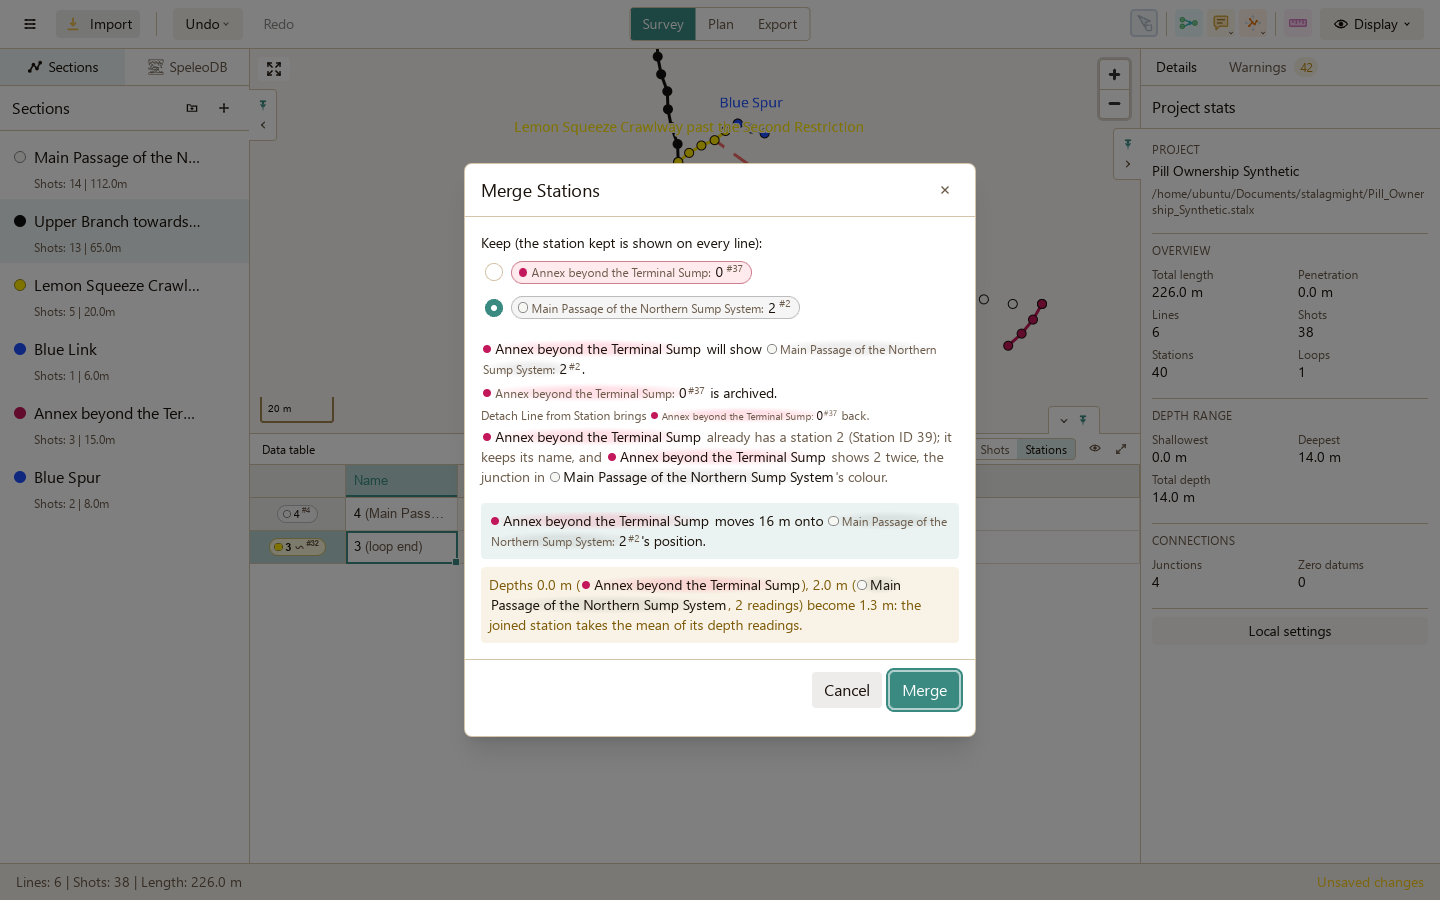 Import
Undo
Redo
Survey
Plan
Export
Display
Sections
SpeleoDB
Sections
Main Passage of the N...
Shots: 14 | 112.0m
Upper Branch towards...
Shots: 13 | 65.0m
Lemon Squeeze Crawl...
Shots: 5 | 20.0m
Blue Link
Shots: 1 | 6.0m
Annex beyond the Ter...
Shots: 3 | 15.0m
Blue Spur
Shots: 2 | 8.0m
Blue Spur
Lemon Squeeze Crawlway past the Second Restriction
20 m
Data table
Shots
Stations
Name
4 #4
4 (Main Pass...
3 #32
3 (loop end)
Merge Stations
Keep (the station kept is shown on every line):
Annex beyond the Terminal Sump: 0 #37
Main Passage of the Northern Sump System: 2 #2
Annex beyond the Terminal Sump will show Main Passage of the Northern
Sump System: 2 #2.
Annex beyond the Terminal Sump: 0 #37 is archived.
Detach Line from Station brings Annex beyond the Terminal Sump: 0 #37 back.
Annex beyond the Terminal Sump already has a station 2 (Station ID 39); it
keeps its name, and Annex beyond the Terminal Sump shows 2 twice, the
junction in Main Passage of the Northern Sump System's colour.
Annex beyond the Terminal Sump moves 16 m onto Main Passage of the
Northern Sump System: 2 #2's position.
Depths 0.0 m (Annex beyond the Terminal Sump), 2.0 m (Main
Passage of the Northern Sump System, 2 readings) become 1.3 m: the
joined station takes the mean of its depth readings.
Cancel
Merge
Details
Warnings 42
Project stats
PROJECT
Pill Ownership Synthetic
/home/ubuntu/Documents/stalagmight/Pill_Owner
ship_Synthetic.stalx
OVERVIEW
Total length
Penetration
226.0 m
0.0 m
Lines
Shots
6
38
Stations
Loops
40
1
DEPTH RANGE
Shallowest
Deepest
0.0 m
14.0 m
Total depth
14.0 m
CONNECTIONS
Junctions
Zero datums
4
0
Local settings
Lines: 6 | Shots: 38 | Length: 226.0 m
Unsaved changes